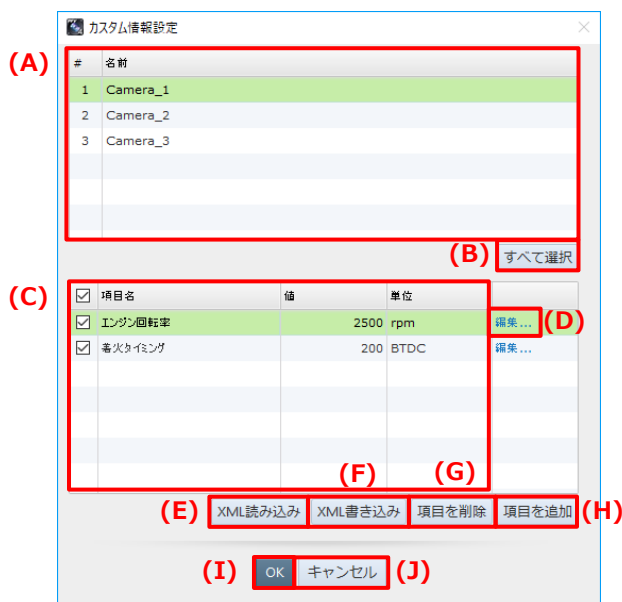 カスタム情報設定
(A)
# 名前
1 Camera_1
2 Camera_2
3 Camera_3
(B) すべて選択
(C)
項目名 値 単位
エンジン回転率 2500 rpm 編集... (D)
着火タイミング 200 BTDC 編集...
(F) (G)
(E) XML読み込み XML書き込み 項目を削除 項目を追加 (H)
(I) OK キャンセル (J)